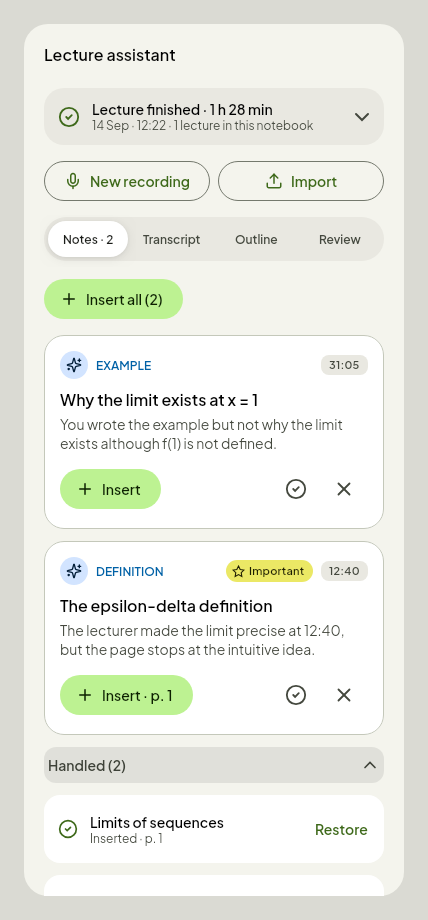 Lecture assistant
Lecture finished · 1 h 28 min
14 Sep · 12:22 · 1 lecture in this notebook
New recording
Import
Notes · 2
Transcript
Outline
Review
Insert all (2)
EXAMPLE
31:05
Why the limit exists at x = 1
You wrote the example but not why the limit
exists although f(1) is not defined.
Insert
DEFINITION
Important
12:40
The epsilon-delta definition
The lecturer made the limit precise at 12:40,
but the page stops at the intuitive idea.
Insert · p. 1
Handled (2)
Limits of sequences
Inserted · p. 1
Restore